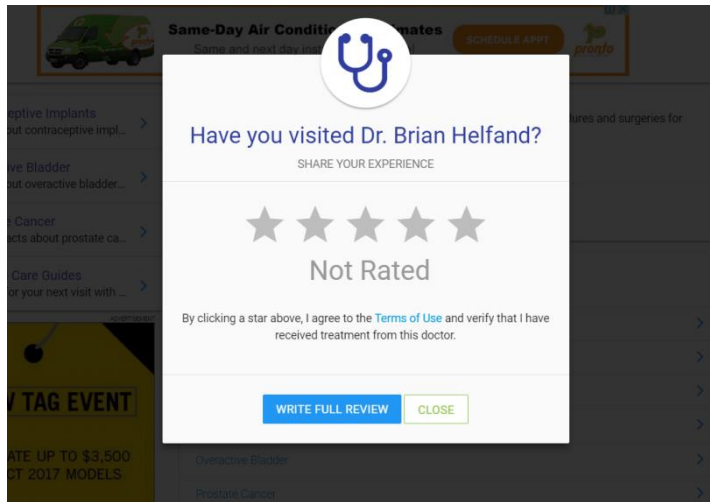 Same-Day Air Conditio mates
Same and next day inst
SCHEDULE APPT
pronto
pronto
eptive Implants
out contraceptive impl...
ve Bladder
out overactive bladder...
e Cancer
acts about prostate ca...
Care Guides
or your next visit with ...
ADVERTISEMENT
TAG EVENT
ATE UP TO $3,500
CT 2017 MODELS
Have you visited Dr. Brian Helfand?
SHARE YOUR EXPERIENCE
Not Rated
By clicking a star above, I agree to the Terms of Use and verify that I have
received treatment from this doctor.
WRITE FULL REVIEW
CLOSE
dures and surgeries for
Overactive Bladder
Prostate Cancer